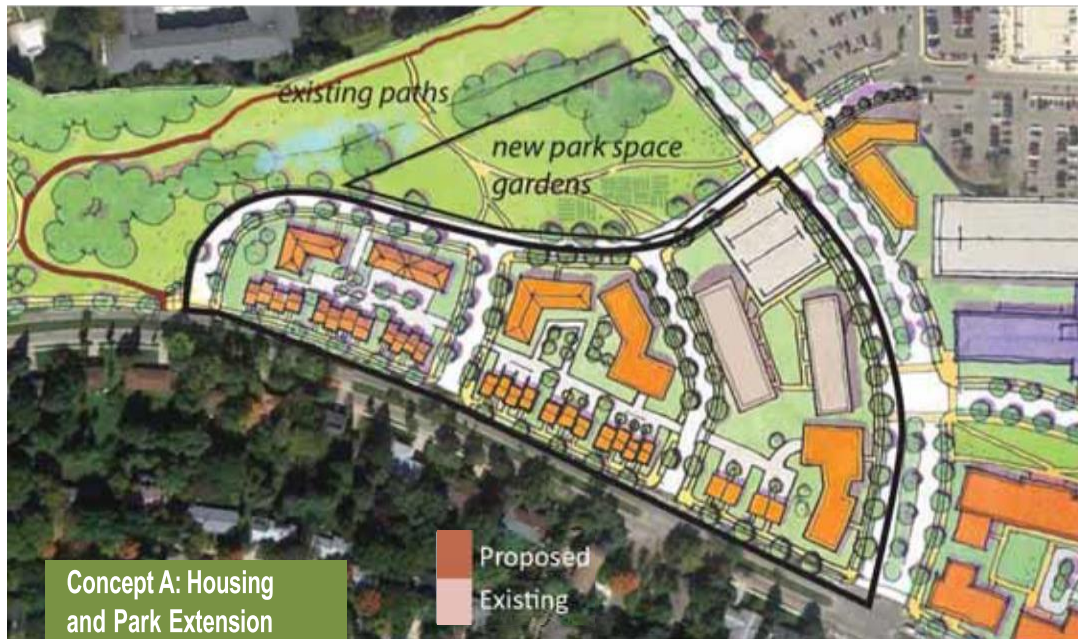 existing paths
new park space
gardens
Proposed
Existing
Concept A: Housing
and Park Extension